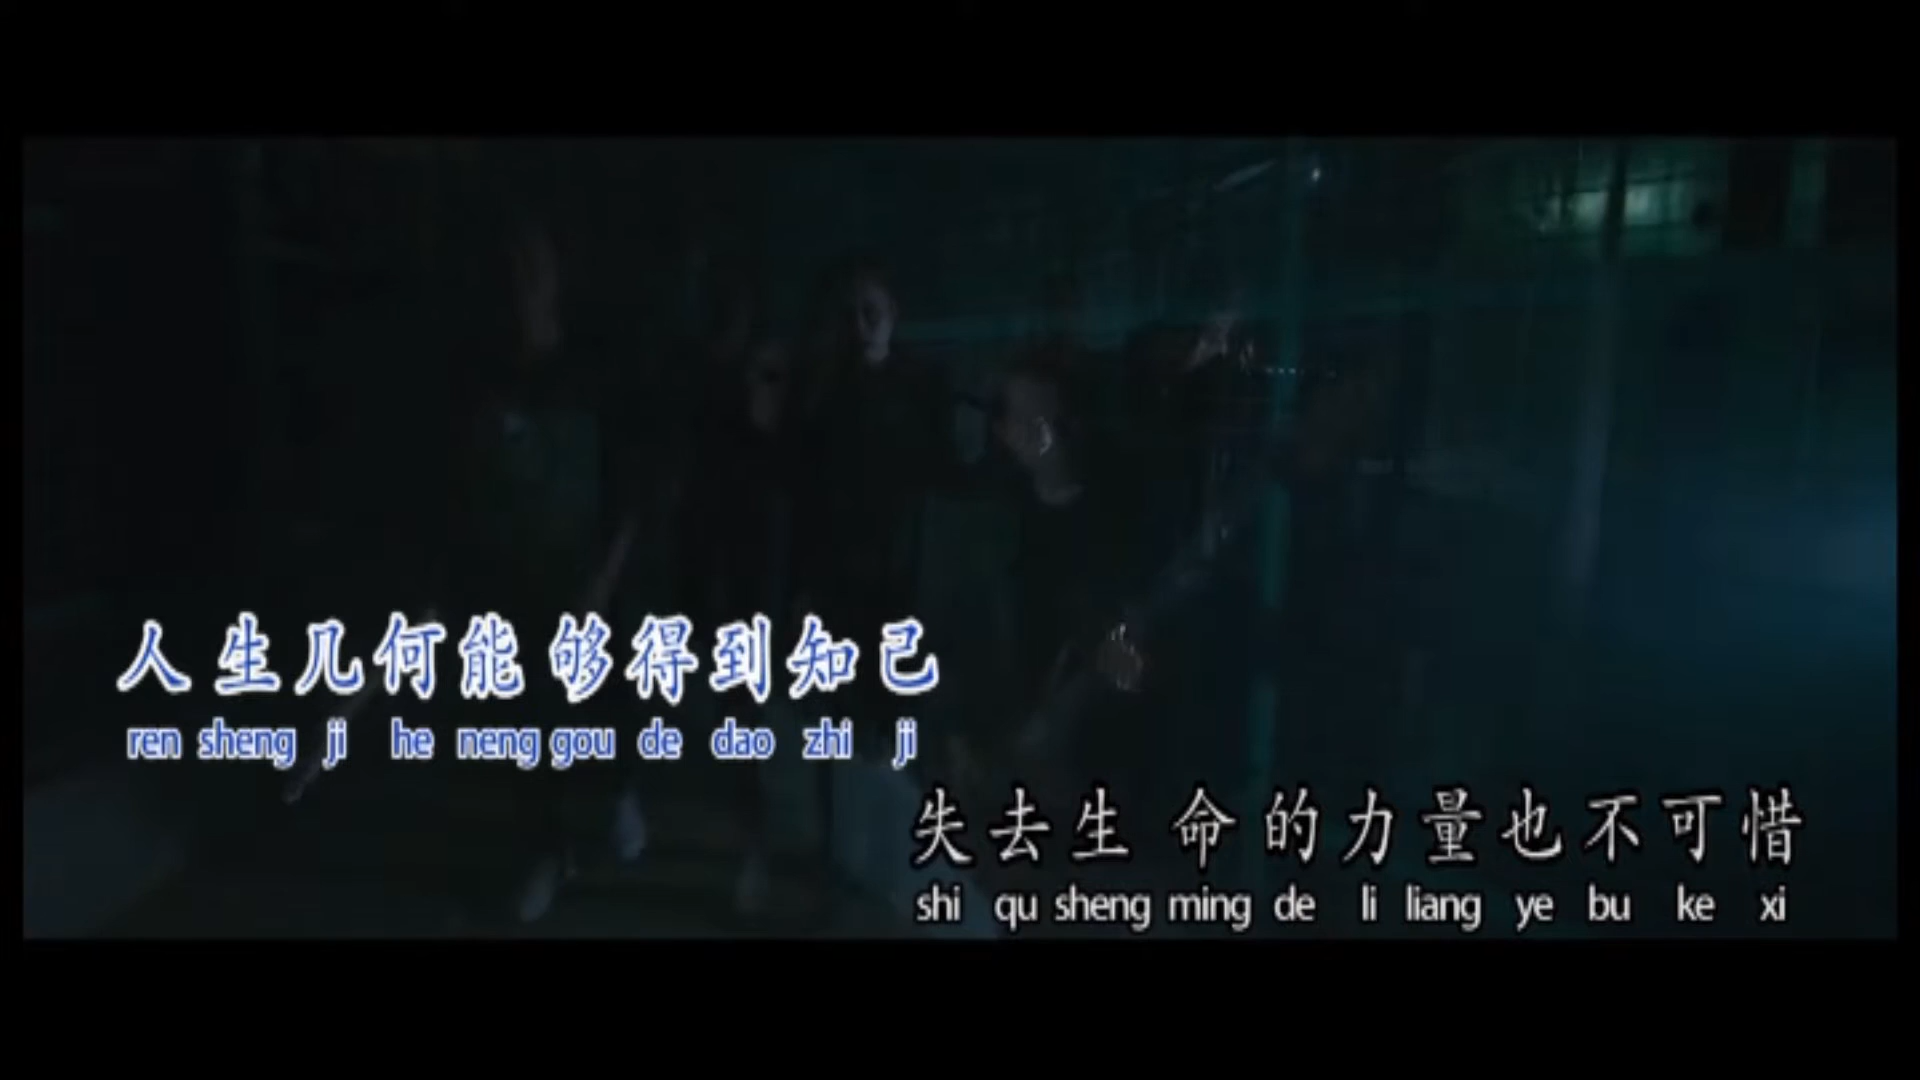 人生几何能够得到知己
ren sheng ji he neng gou de dao zhi ji
失去生命的力量也不可惜
shi qu sheng ming de li liang ye bu ke xi